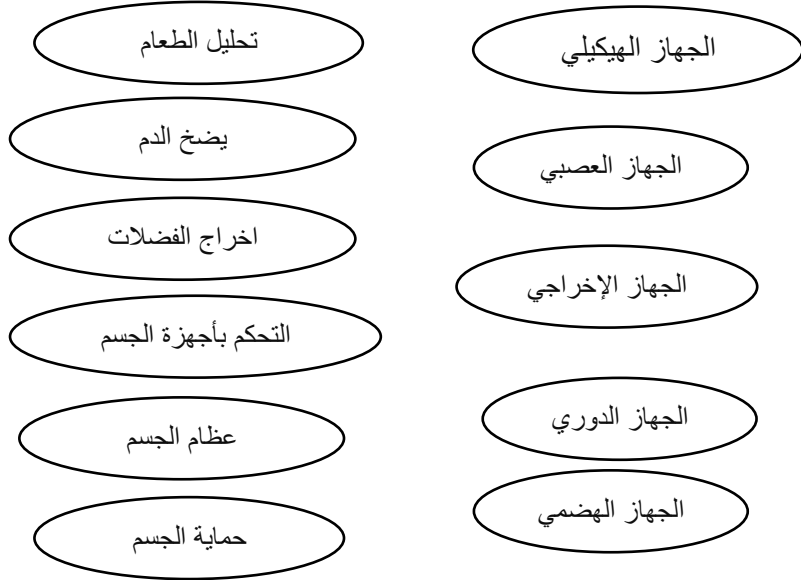 الجهاز الهيكيلي
الجهاز العصبي
الجهاز الإخراجي
الجهاز الدوري
الجهاز الهضمي
تحليل الطعام
يضخ الدم
اخراج الفضلات
التحكم بأجهزة الجسم
عظام الجسم
حماية الجسم